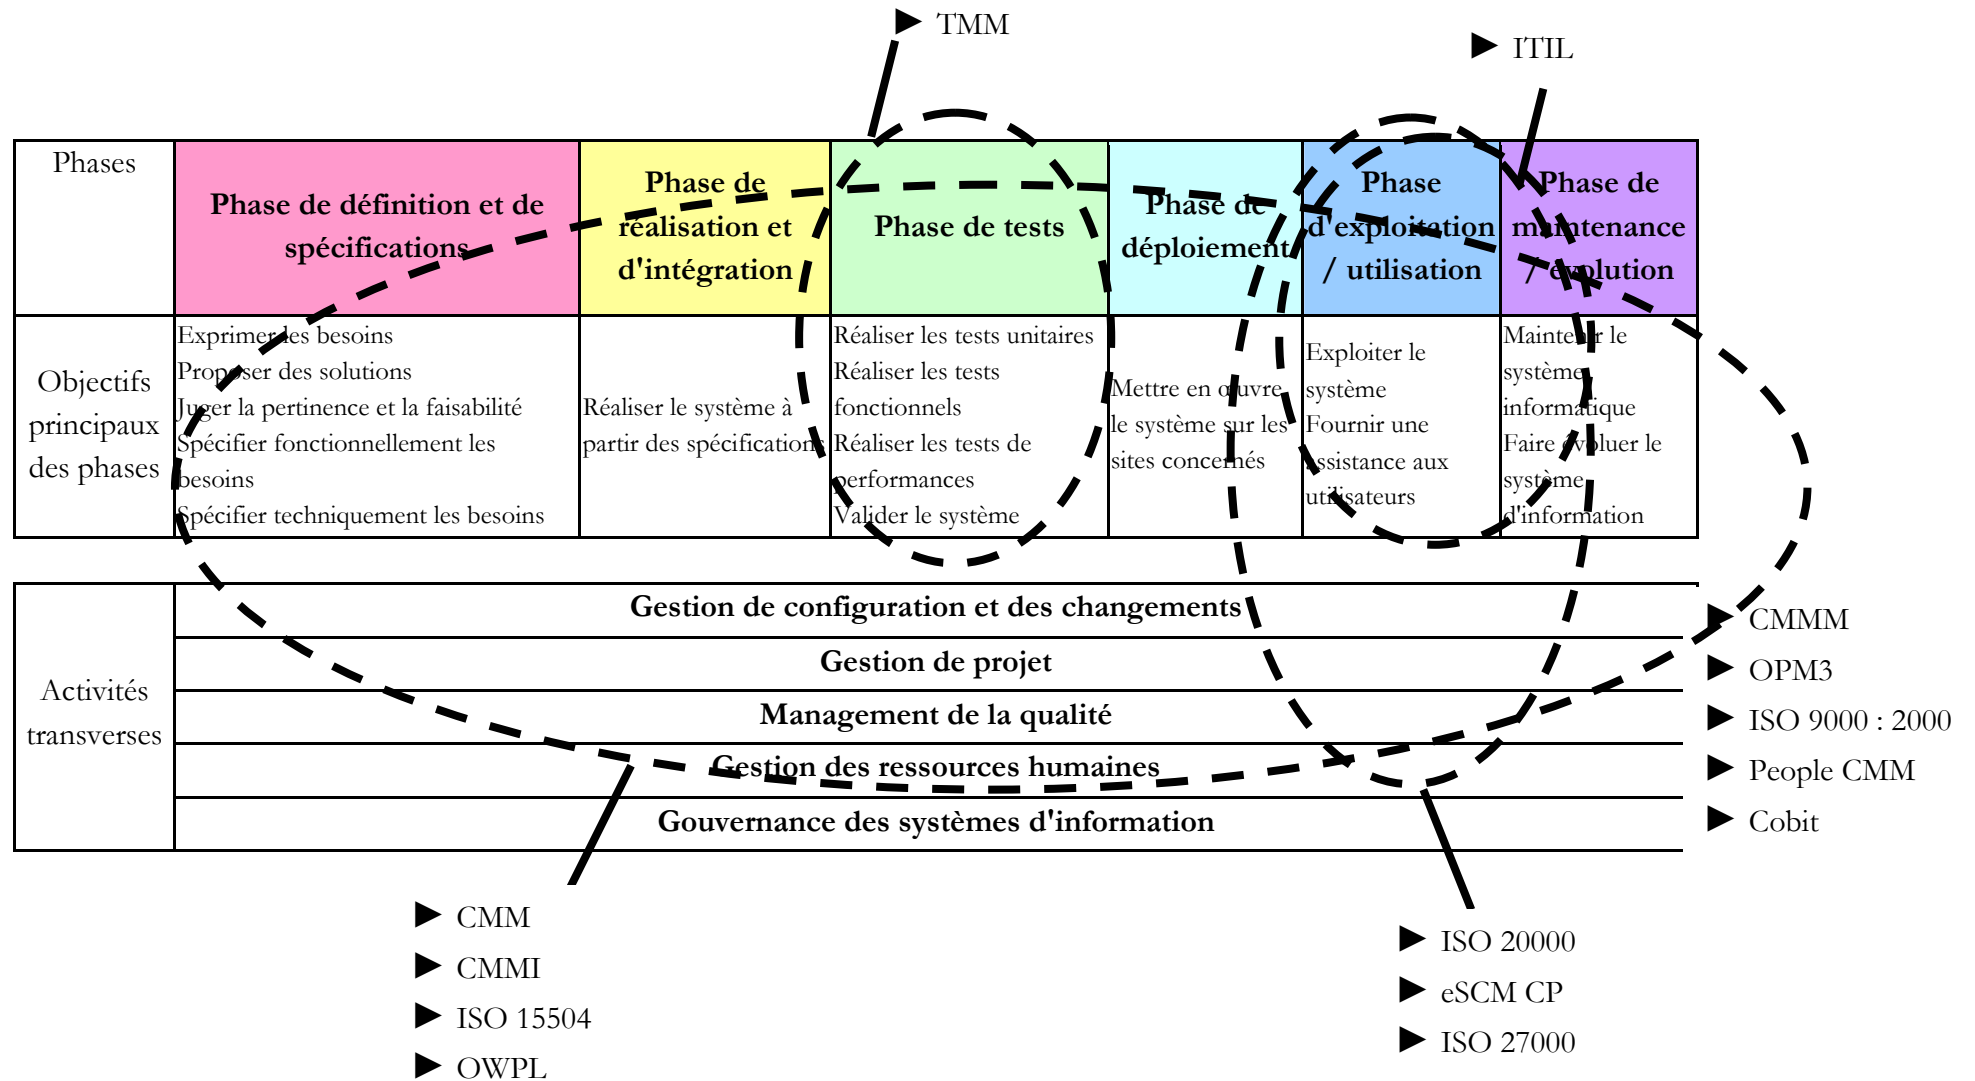 ► TMM
► ITIL
Phases
Phase de définition et de
spécifications
Phase de
réalisation et
d'intégration
Phase de tests
Phase de
déploiement
Phase
d'exploitation
/ utilisation
Phase de
maintenance
/ évolution
Objectifs
principaux
des phases
Exprimer les besoins
Proposer des solutions
Juger la pertinence et la faisabilité
Spécifier fonctionnellement les
besoins
Spécifier techniquement les besoins
Réaliser le système à
partir des spécifications
Réaliser les tests unitaires
Réaliser les tests
fonctionnels
Réaliser les tests de
performances
Valider le système
Mettre en œuvre
le système sur les
sites concernés
Exploiter le
système
Fournir une
assistance aux
utilisateurs
Maintenir le
système
informatique
Faire évoluer le
système
d'information
Activités
transverses
Gestion de configuration et des changements
Gestion de projet
Management de la qualité
Gestion des ressources humaines
Gouvernance des systèmes d'information
► CMMM
► OPM3
► ISO 9000 : 2000
► People CMM
► Cobit
► CMM
► CMMI
► ISO 15504
► OWPL
► ISO 20000
► eSCM CP
► ISO 27000